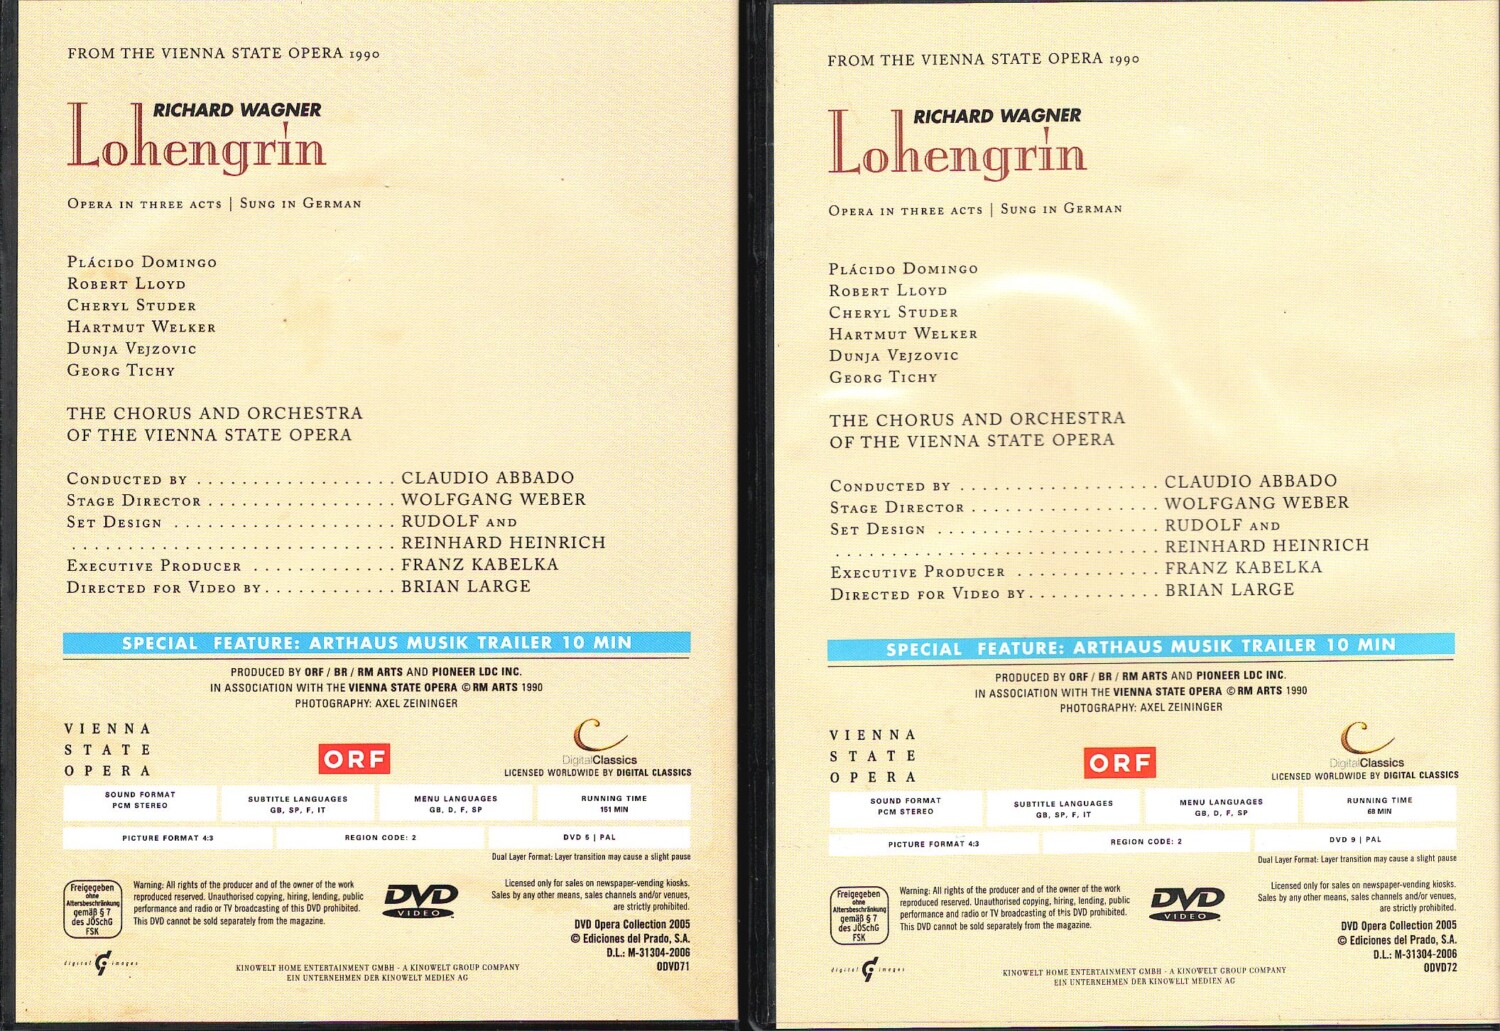 FROM THE VIENNA STATE OPERA 1990
RICHARD WAGNER
Lohengrin
OPERA IN THREE ACTS | SUNG IN GERMAN
PLÁCIDO DOMINGO
ROBERT LLOYD
CHERYL STUDER
HARTMUT WELKER
DUNJA VEJZOVIC
GEORG TICHY
THE CHORUS AND ORCHESTRA
OF THE VIENNA STATE OPERA
CONDUCTED BY .................. CLAUDIO ABBADO
STAGE DIRECTOR .................. WOLFGANG WEBER
SET DESIGN .................... RUDOLF AND
.............................. REINHARD HEINRICH
EXECUTIVE PRODUCER ............. FRANZ KABELKA
DIRECTED FOR VIDEO BY............ BRIAN LARGE
SPECIAL FEATURE: ARTHAUS MUSIK TRAILER 10 MIN
PRODUCED BY ORF / BR / RM ARTS AND PIONEER LDC INC.
IN ASSOCIATION WITH THE VIENNA STATE OPERA © RM ARTS 1990
PHOTOGRAPHY: AXEL ZEININGER
VIENNA
STATE
OPERA
ORF
DigitalClassics
LICENSED WORLDWIDE BY DIGITAL CLASSICS
SOUND FORMAT
PCM STEREO
SUBTITLE LANGUAGES
GB, SP, F, IT
MENU LANGUAGES
GB, D, F, SP
RUNNING TIME
151 MIN
PICTURE FORMAT 4:3
REGION CODE: 2
DVD 5 | PAL
Dual Layer Format: Layer transition may cause a slight pause
Freigegeben
ohne
Altersbeschränkung
gemäß § 7
des JÖSchG
FSK
Warning: All rights of the producer and of the owner of the work
reproduced reserved. Unauthorised copying, hiring, lending, public
performance and radio or TV broadcasting of this DVD prohibited.
This DVD cannot be sold separately from the magazine.
DVD
VIDEO
Licensed only for sales on newspaper-vending kiosks.
Sales by any other means, sales channels and/or venues,
are strictly prohibited.
DVD Opera Collection 2005
© Ediciones del Prado, S.A.
D.L.: M-31304-2006
ODVD71
digital images
KINOWELT HOME ENTERTAINMENT GMBH - A KINOWELT GROUP COMPANY
EIN UNTERNEHMEN DER KINOWELT MEDIEN AG
FROM THE VIENNA STATE OPERA 1990
RICHARD WAGNER
Lohengrin
OPERA IN THREE ACTS | SUNG IN GERMAN
PLÁCIDO DOMINGO
ROBERT LLOYD
CHERYL STUDER
HARTMUT WELKER
DUNJA VEJZOVIC
GEORG TICHY
THE CHORUS AND ORCHESTRA
OF THE VIENNA STATE OPERA
CONDUCTED BY .................. CLAUDIO ABBADO
STAGE DIRECTOR .................. WOLFGANG WEBER
SET DESIGN .................... RUDOLF AND
.............................. REINHARD HEINRICH
EXECUTIVE PRODUCER ............. FRANZ KABELKA
DIRECTED FOR VIDEO BY............ BRIAN LARGE
SPECIAL FEATURE: ARTHAUS MUSIK TRAILER 10 MIN
PRODUCED BY ORF / BR / RM ARTS AND PIONEER LDC INC.
IN ASSOCIATION WITH THE VIENNA STATE OPERA © RM ARTS 1990
PHOTOGRAPHY: AXEL ZEININGER
VIENNA
STATE
OPERA
ORF
DigitalClassics
LICENSED WORLDWIDE BY DIGITAL CLASSICS
SOUND FORMAT
PCM STEREO
SUBTITLE LANGUAGES
GB, SP, F, IT
MENU LANGUAGES
GB, D, F, SP
RUNNING TIME
68 MIN
PICTURE FORMAT 4:3
REGION CODE: 2
DVD 9 | PAL
Dual Layer Format: Layer transition may cause a slight pause
Freigegeben
ohne
Altersbeschränkung
gemäß § 7
des JÖSchG
FSK
Warning: All rights of the producer and of the owner of the work
reproduced reserved. Unauthorised copying, hiring, lending, public
performance and radio or TV broadcasting of this DVD prohibited.
This DVD cannot be sold separately from the magazine.
DVD
VIDEO
Licensed only for sales on newspaper-vending kiosks.
Sales by any other means, sales channels and/or venues,
are strictly prohibited.
DVD Opera Collection 2005
© Ediciones del Prado, S.A.
D.L.: M-31304-2006
ODVD72
digital images
KINOWELT HOME ENTERTAINMENT GMBH - A KINOWELT GROUP COMPANY
EIN UNTERNEHMEN DER KINOWELT MEDIEN AG